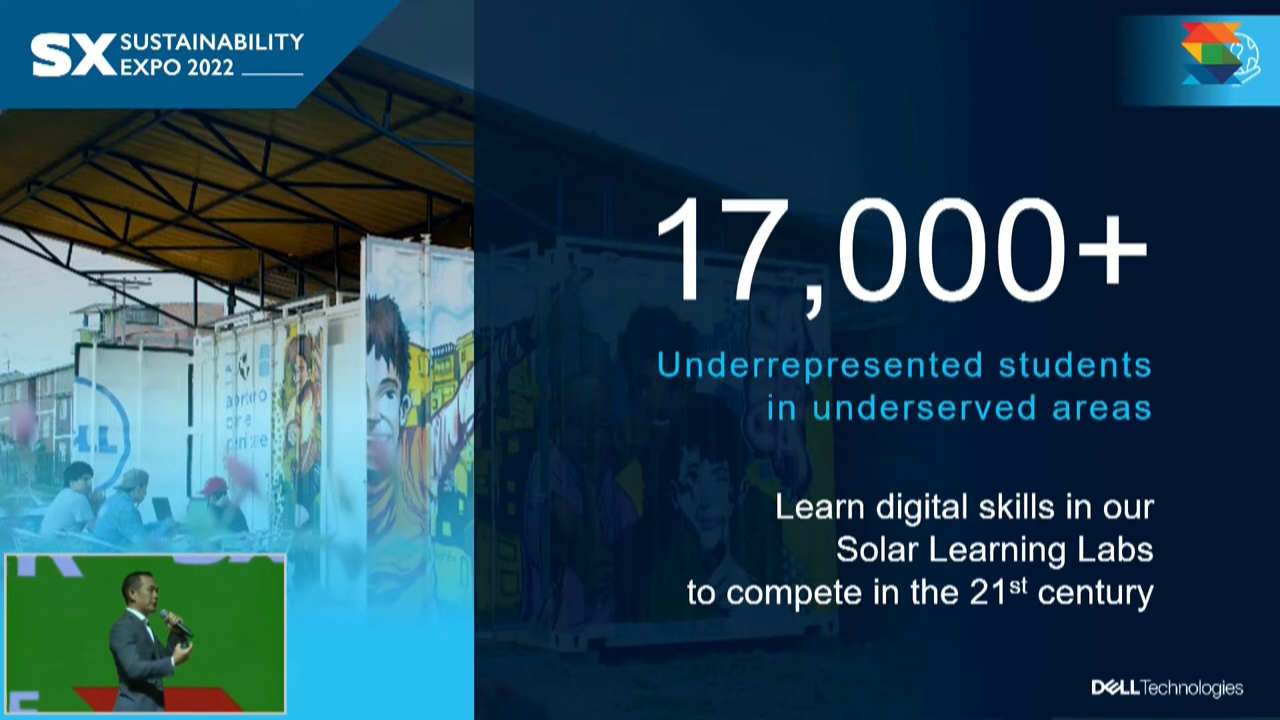 SX SUSTAINABILITY
EXPO 2022
17,000+
Underrepresented students
in underserved areas
Learn digital skills in our
Solar Learning Labs
to compete in the 21st century
DELLTechnologies